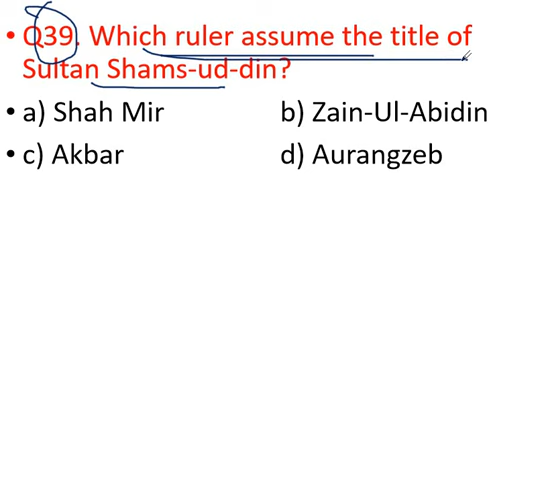 • Q39. Which ruler assume the title of
Sultan Shams-ud-din?
• a) Shah Mir b) Zain-Ul-Abidin
• c) Akbar d) Aurangzeb